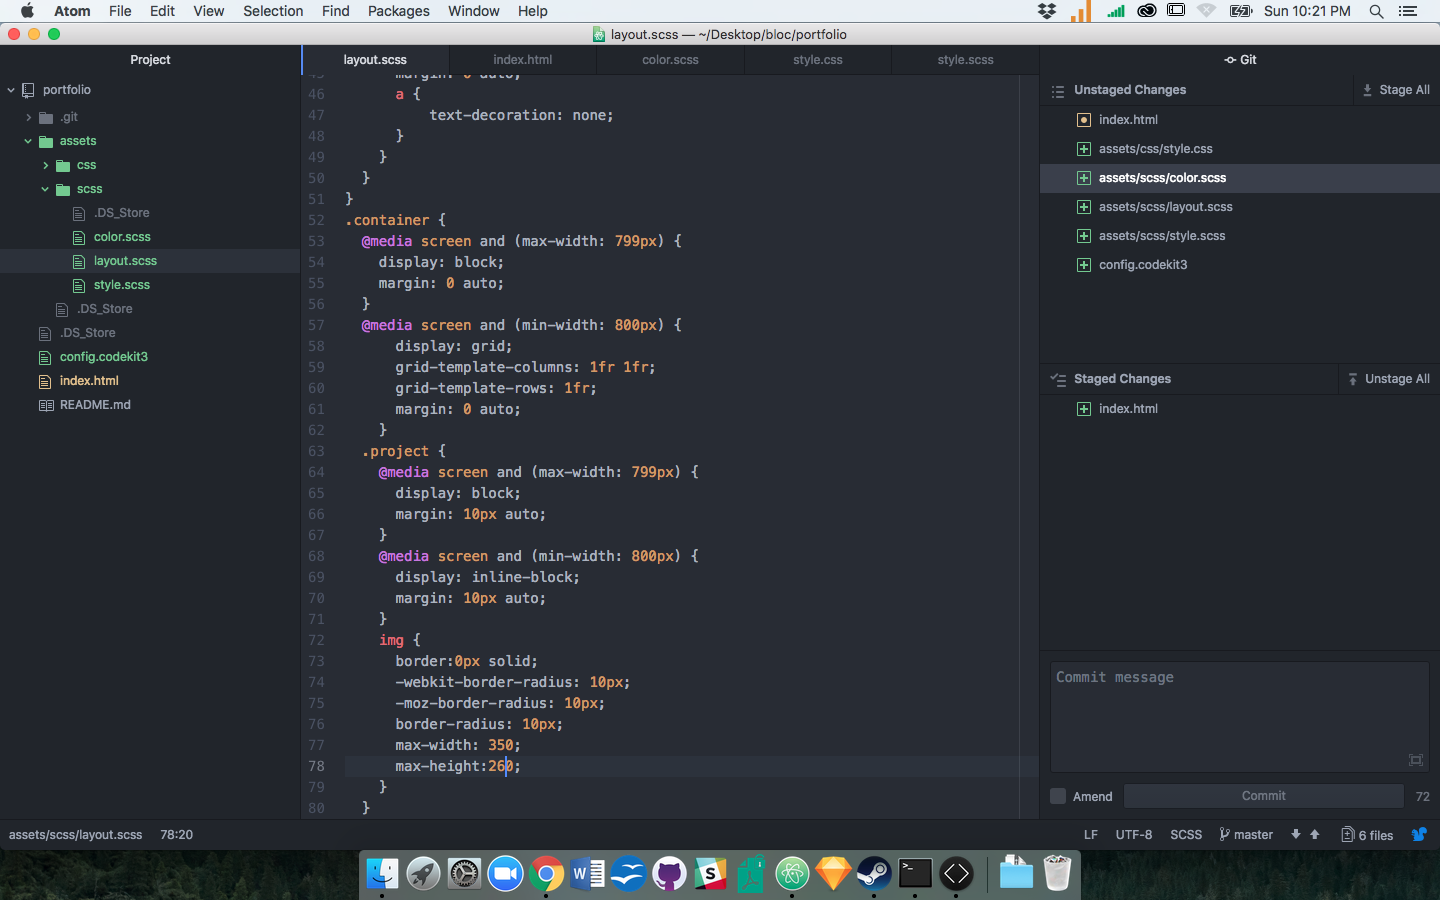 Atom File Edit View Selection Find Packages Window Help Sun 10:21 PM
layout.scss — ~/Desktop/bloc/portfolio
Project
portfolio
.git
assets
css
scss
.DS_Store
color.scss
layout.scss
style.scss
.DS_Store
.DS_Store
config.codekit3
index.html
README.md
layout.scss index.html color.scss style.css style.scss
45 margin: 0 auto;
46 a {
47 text-decoration: none;
48 }
49 }
50 }
51 }
52 .container {
53 @media screen and (max-width: 799px) {
54 display: block;
55 margin: 0 auto;
56 }
57 @media screen and (min-width: 800px) {
58 display: grid;
59 grid-template-columns: 1fr 1fr;
60 grid-template-rows: 1fr;
61 margin: 0 auto;
62 }
63 .project {
64 @media screen and (max-width: 799px) {
65 display: block;
66 margin: 10px auto;
67 }
68 @media screen and (min-width: 800px) {
69 display: inline-block;
70 margin: 10px auto;
71 }
72 img {
73 border:0px solid;
74 -webkit-border-radius: 10px;
75 -moz-border-radius: 10px;
76 border-radius: 10px;
77 max-width: 350;
78 max-height:260;
79 }
80 }
Git
Unstaged Changes Stage All
index.html
assets/css/style.css
assets/scss/color.scss
assets/scss/layout.scss
assets/scss/style.scss
config.codekit3
Staged Changes Unstage All
index.html
Commit message
Amend Commit 72
assets/scss/layout.scss 78:20 LF UTF-8 SCSS master 6 files